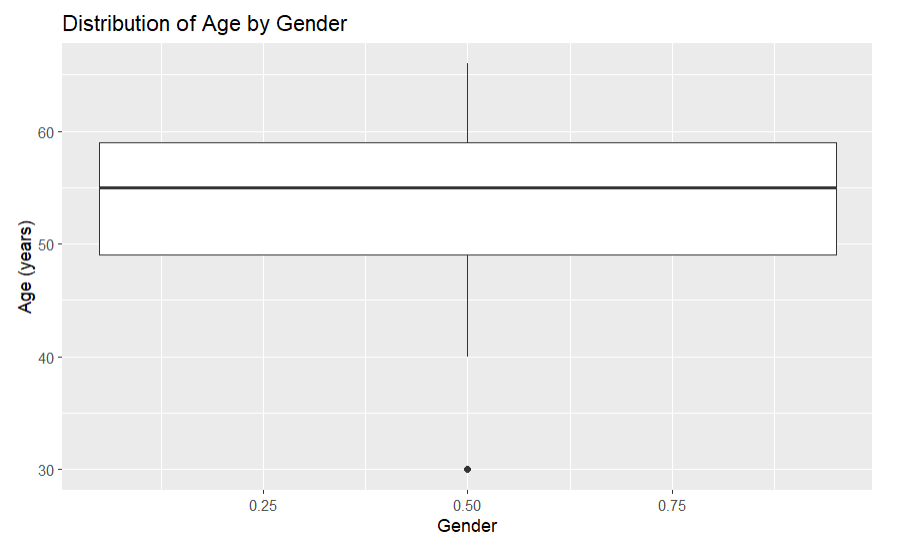 Distribution of Age by Gender
Age (years)
60
50
40
30
0.25 0.50 0.75
Gender